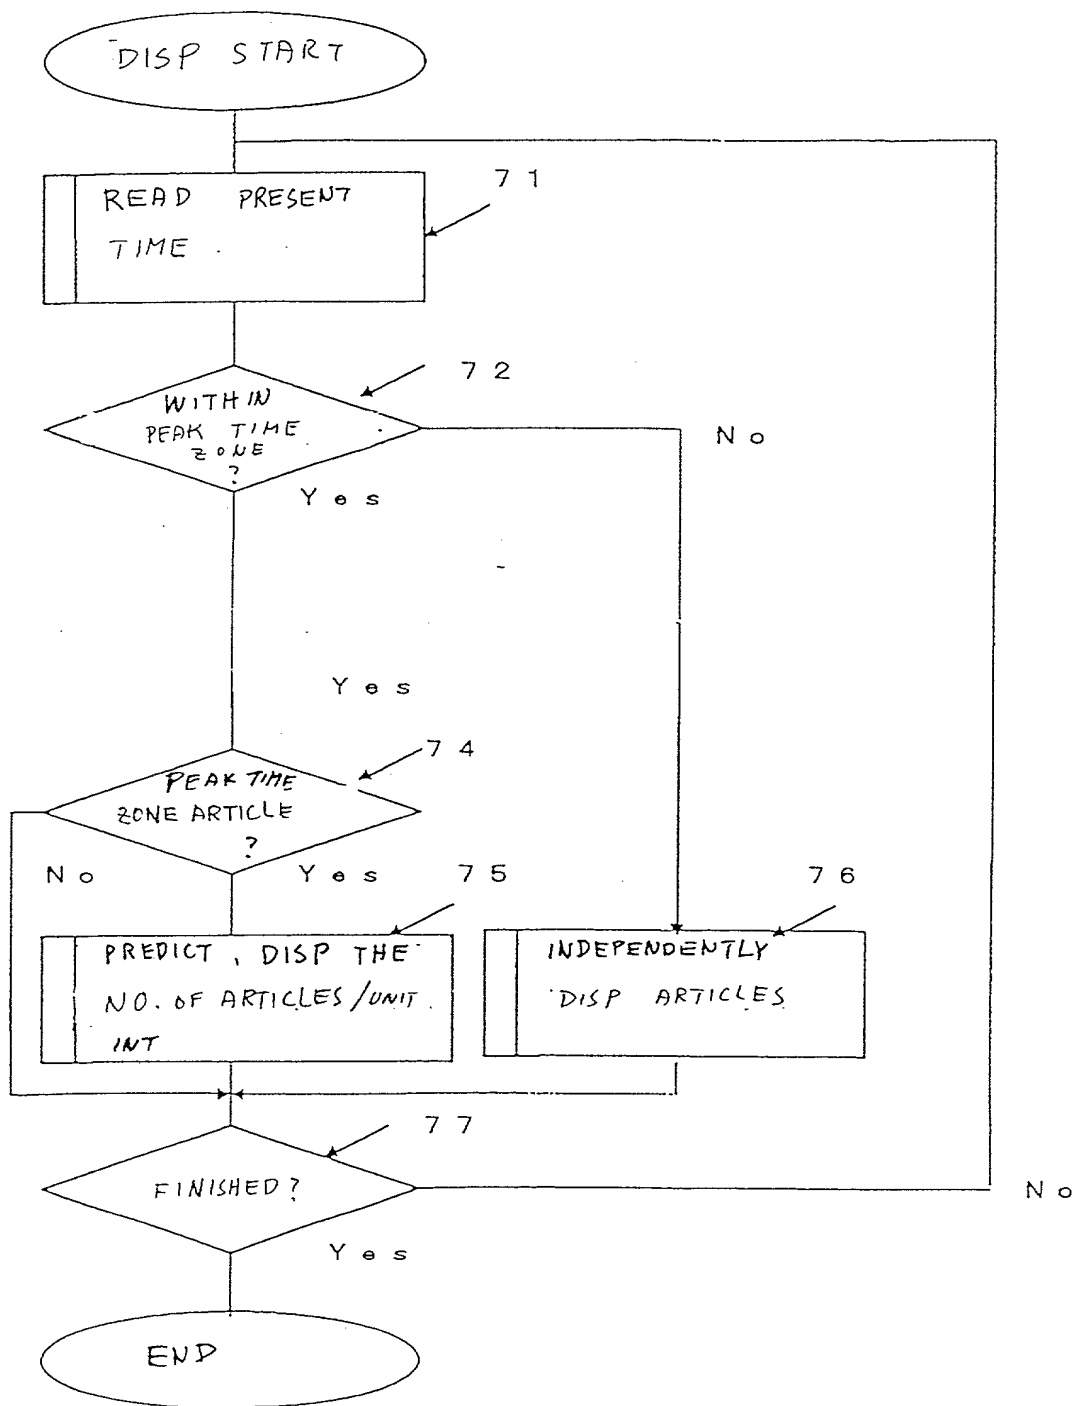 DISP START
READ PRESENT
TIME
71
WITHIN
PEAK TIME
ZONE
?
72
No
Yes
Yes
PEAK TIME
ZONE ARTICLE
?
74
No
Yes
PREDICT, DISP THE
NO. OF ARTICLES/UNIT
INT
75
INDEPENDENTLY
DISP ARTICLES
76
FINISHED?
77
No
Yes
END